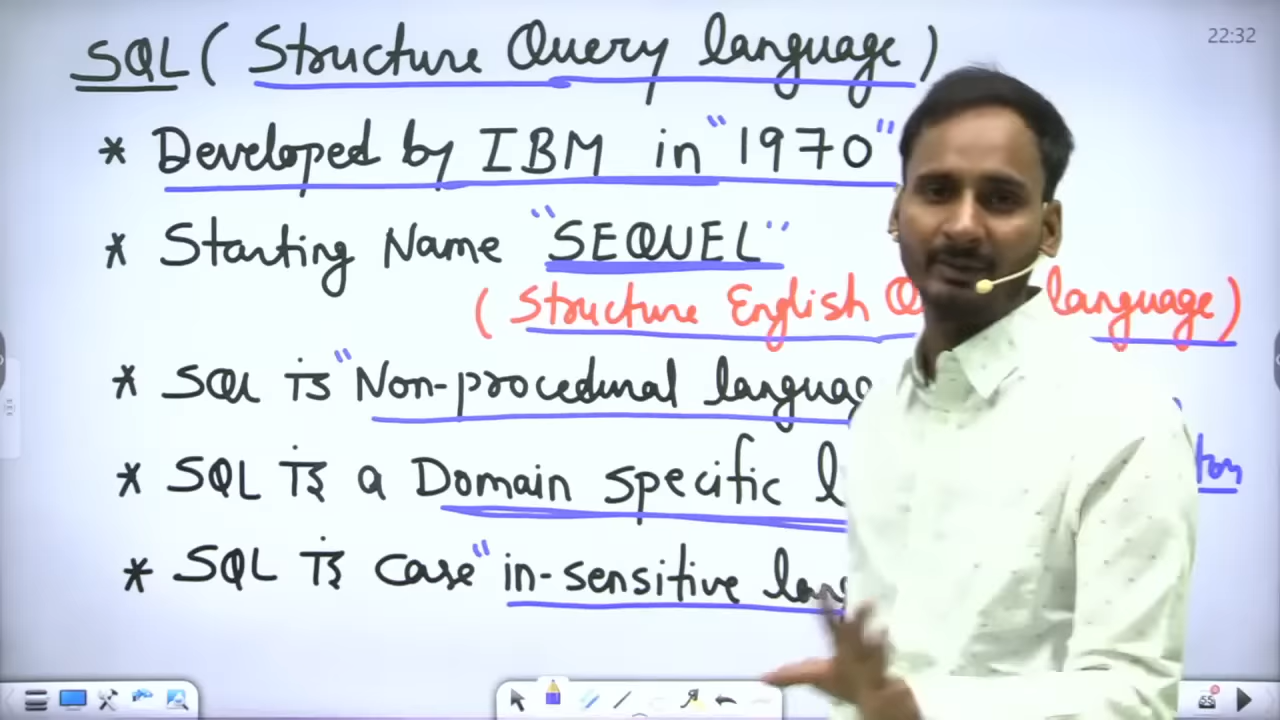 22:32
SQL ( Structure Query language )
* Developed by IBM in "1970"
* Starting Name "SEQUEL"
( Structure English language )
* SQL is "Non-procedural
* SQL is a Domain specific
* SQL is case "in-sensitive